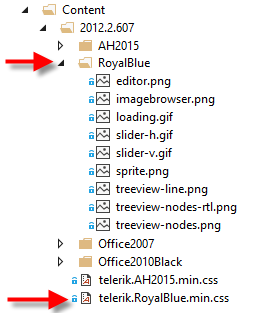 Content
2012.2.607
AH2015
RoyalBlue
editor.png
imagebrowser.png
loading.gif
slider-h.gif
slider-v.gif
sprite.png
treeview-line.png
treeview-nodes-rtl.png
treeview-nodes.png
Office2007
Office2010Black
telerik.AH2015.min.css
telerik.RoyalBlue.min.css